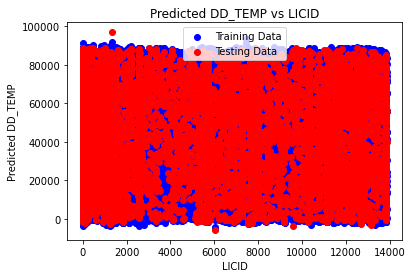 Predicted DD_TEMP vs LICID
Training Data
Testing Data
Predicted DD_TEMP
100000
80000
60000
40000
20000
0
0 2000 4000 6000 8000 10000 12000 14000
LICID